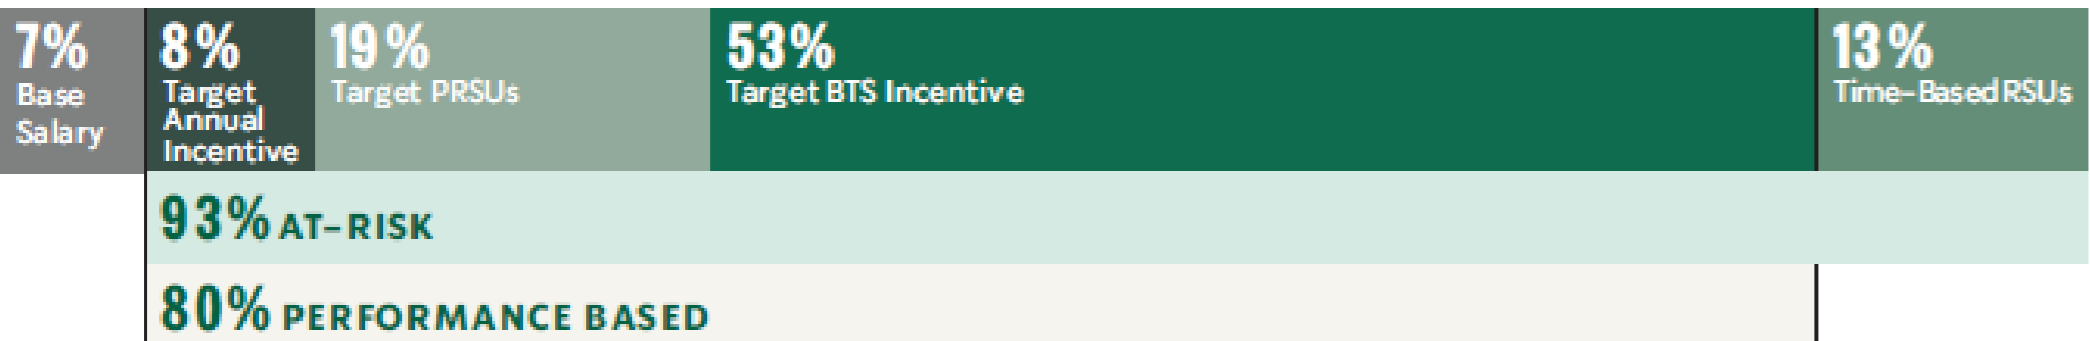 7%
Base
Salary
8%
Target
Annual
Incentive
19%
Target PRSUs
53%
Target BTS Incentive
13%
Time-Based RSUs
93% AT-RISK
80% PERFORMANCE BASED